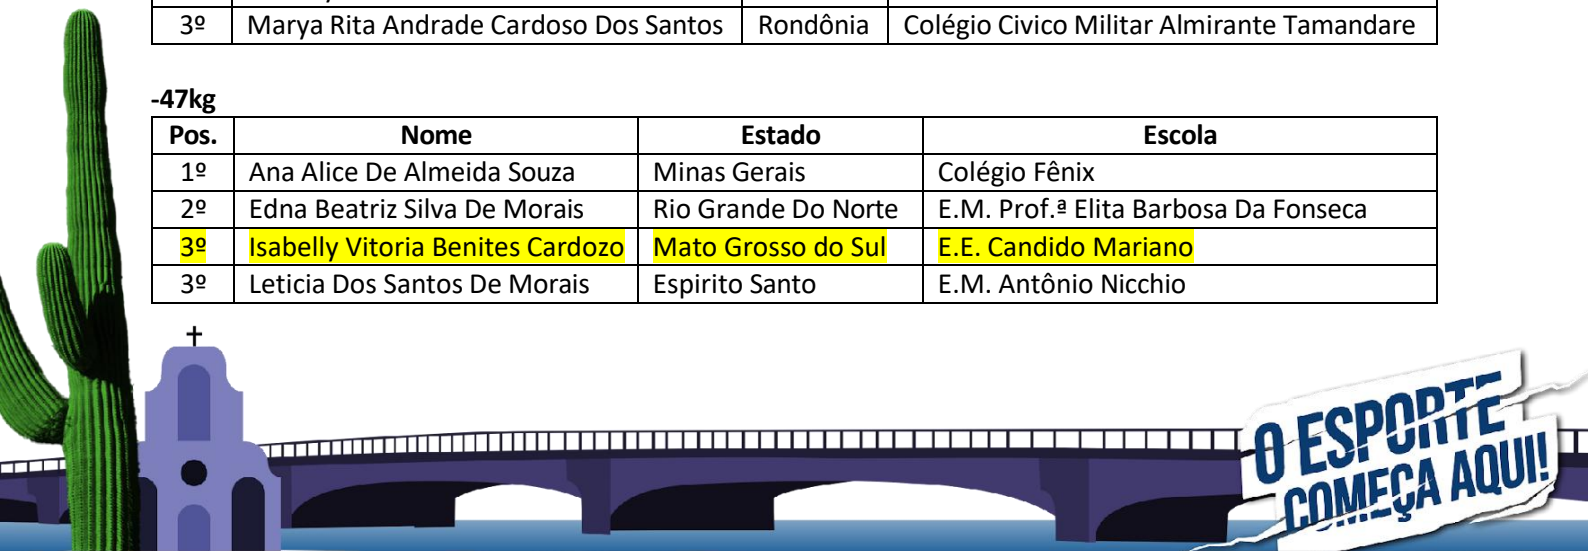 3º Marya Rita Andrade Cardoso Dos Santos Rondônia Colégio Civico Militar Almirante Tamandare
-47kg
Pos. Nome Estado Escola
1º Ana Alice De Almeida Souza Minas Gerais Colégio Fênix
2º Edna Beatriz Silva De Morais Rio Grande Do Norte E.M. Prof.ª Elita Barbosa Da Fonseca
3º Isabelly Vitoria Benites Cardozo Mato Grosso do Sul E.E. Candido Mariano
3º Leticia Dos Santos De Morais Espirito Santo E.M. Antônio Nicchio
O ESPORTE
COMEÇA AQUI!